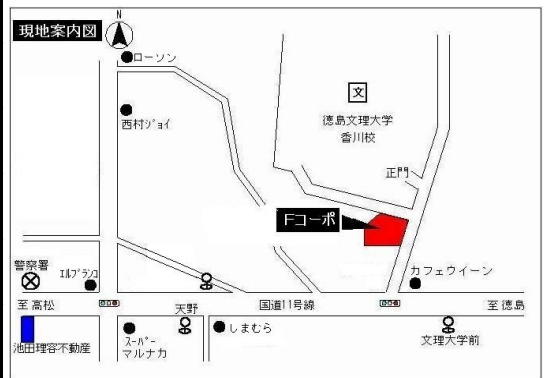 現地案内図
N
ローソン
西村ジョイ
文
徳島文理大学
香川校
正門
Fコーポ
警察署
エルブランコ
カフェウィーン
至高松
天野
国道11号線
至徳島
池田理容不動産
スーパー
マルナカ
しまむら
文理大学前